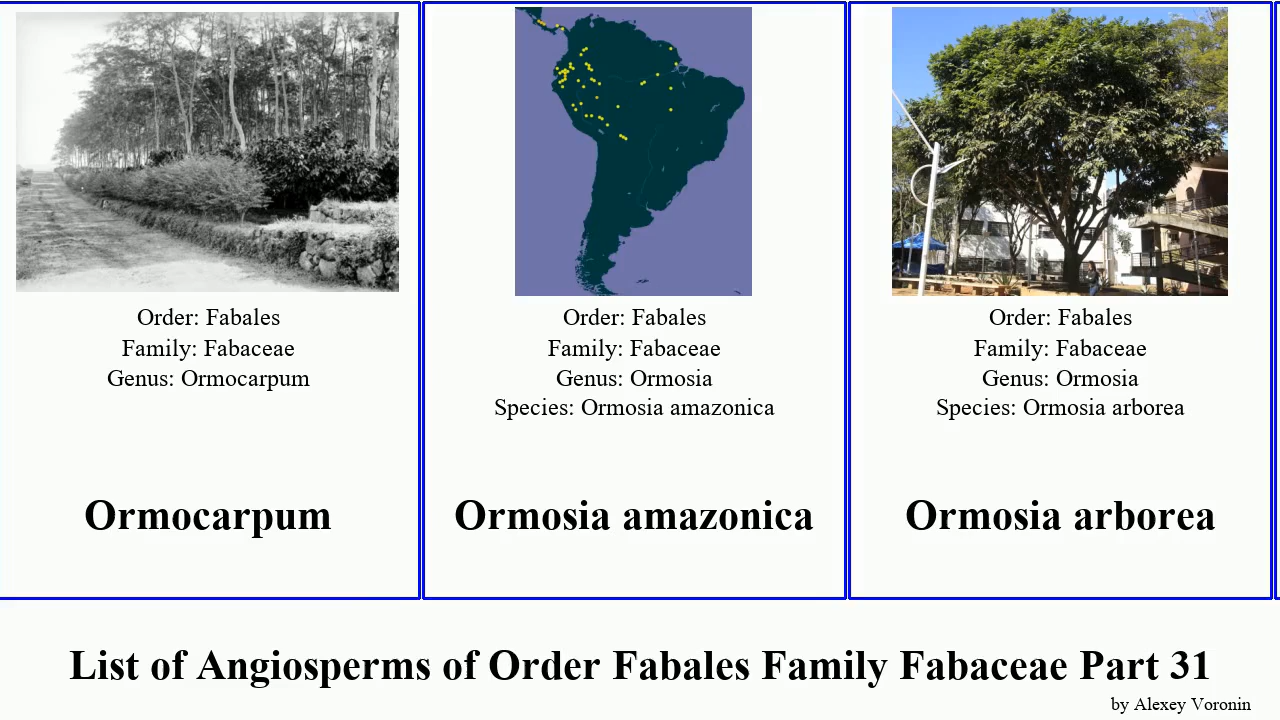 Order: Fabales
Family: Fabaceae
Genus: Ormocarpum
Ormocarpum
Order: Fabales
Family: Fabaceae
Genus: Ormosia
Species: Ormosia amazonica
Ormosia amazonica
Order: Fabales
Family: Fabaceae
Genus: Ormosia
Species: Ormosia arborea
Ormosia arborea
List of Angiosperms of Order Fabales Family Fabaceae Part 31
by Alexey Voronin